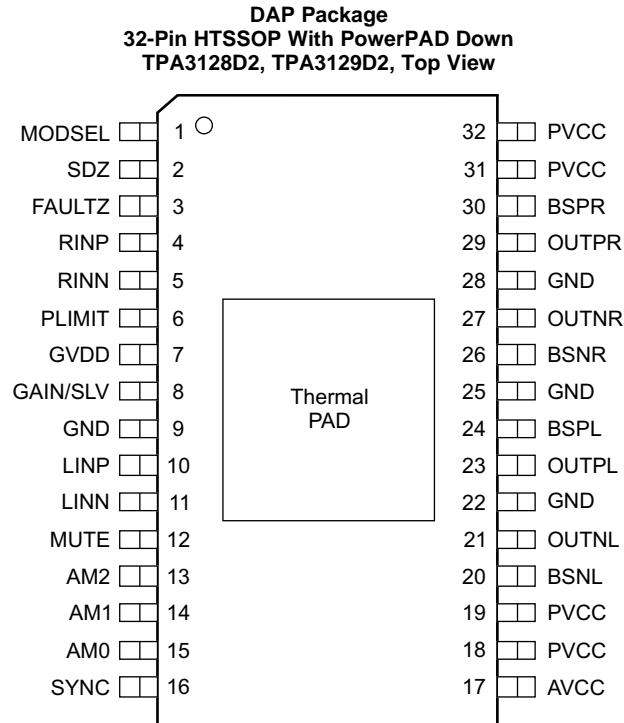 DAP Package
32-Pin HTSSOP With PowerPAD Down
TPA3128D2, TPA3129D2, Top View
MODSEL 1 32 PVCC
SDZ 2 31 PVCC
FAULTZ 3 30 BSPR
RINP 4 29 OUTPR
RINN 5 28 GND
PLIMIT 6 27 OUTNR
GVDD 7 26 BSNR
GAIN/SLV 8 25 GND
GND 9 24 BSPL
LINP 10 23 OUTPL
LINN 11 22 GND
MUTE 12 21 OUTNL
AM2 13 20 BSNL
AM1 14 19 PVCC
AM0 15 18 PVCC
SYNC 16 17 AVCC
Thermal
PAD